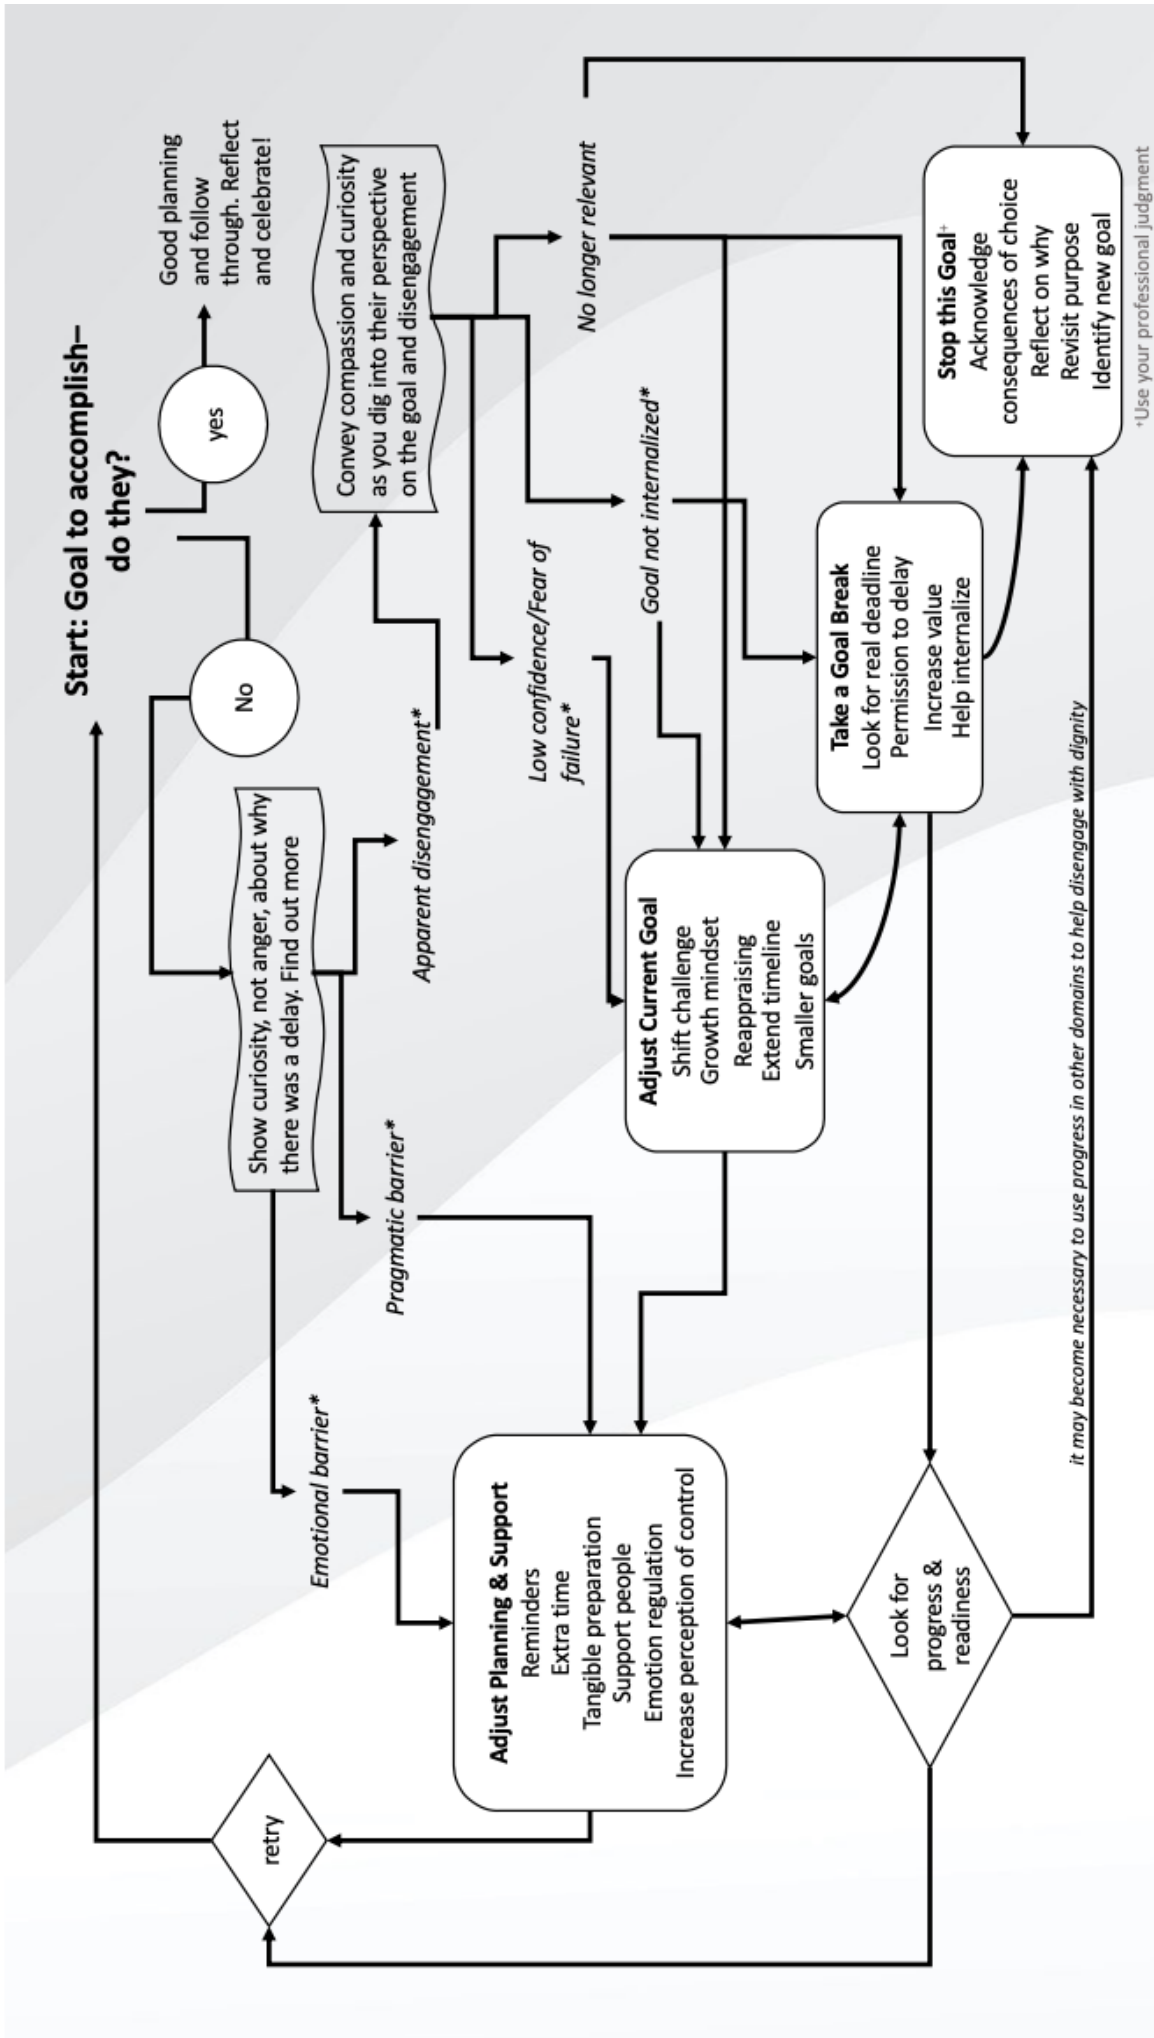 Start: Goal to accomplish–
do they?
yes
Good planning
and follow
through. Reflect
and celebrate!
No
Show curiosity, not anger, about why
there was a delay. Find out more
retry
Emotional barrier*
Pragmatic barrier*
Apparent disengagement*
Convey compassion and curiosity
as you dig into their perspective
on the goal and disengagement
Low confidence/Fear of
failure*
Goal not internalized*
No longer relevant
Adjust Planning & Support
Reminders
Extra time
Tangible preparation
Support people
Emotion regulation
Increase perception of control
Adjust Current Goal
Shift challenge
Growth mindset
Reappraising
Extend timeline
Smaller goals
Take a Goal Break
Look for real deadline
Permission to delay
Increase value
Help internalize
Stop this Goal⁺
Acknowledge
consequences of choice
Reflect on why
Revisit purpose
Identify new goal
Look for
progress &
readiness
it may become necessary to use progress in other domains to help disengage with dignity
⁺Use your professional judgment